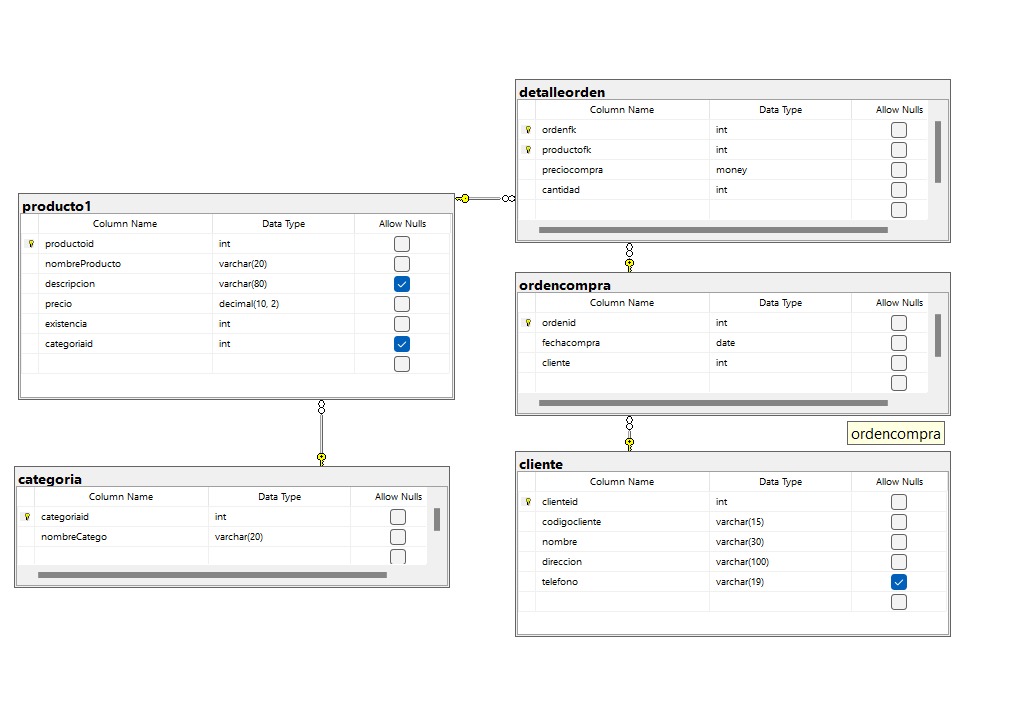 detalleorden
Column Name Data Type Allow Nulls
ordenfk int
productofk int
preciocompra money
cantidad int
producto1
Column Name Data Type Allow Nulls
productoid int
nombreProducto varchar(20)
descripcion varchar(80)
precio decimal(10, 2)
existencia int
categoriaid int
ordencompra
Column Name Data Type Allow Nulls
ordenid int
fechacompra date
cliente int
ordencompra
categoria
Column Name Data Type Allow Nulls
categoriaid int
nombreCatego varchar(20)
cliente
Column Name Data Type Allow Nulls
clienteid int
codigocliente varchar(15)
nombre varchar(30)
direccion varchar(100)
telefono varchar(19)